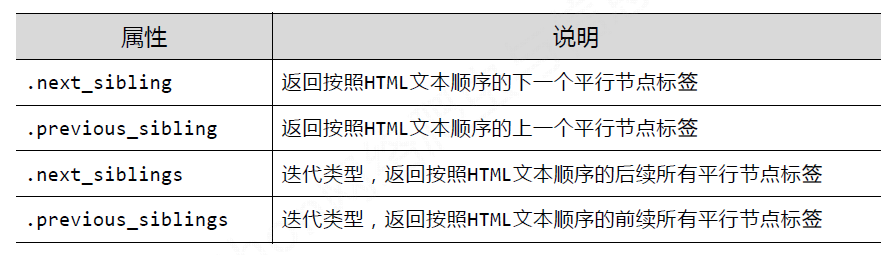 属性 说明
.next_sibling 返回按照HTML文本顺序的下一个平行节点标签
.previous_sibling 返回按照HTML文本顺序的上一个平行节点标签
.next_siblings 迭代类型，返回按照HTML文本顺序的后续所有平行节点标签
.previous_siblings 迭代类型，返回按照HTML文本顺序的前续所有平行节点标签